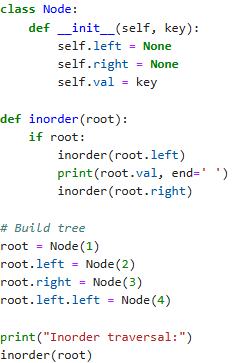 class Node:
    def __init__(self, key):
        self.left = None
        self.right = None
        self.val = key

def inorder(root):
    if root:
        inorder(root.left)
        print(root.val, end=' ')
        inorder(root.right)

# Build tree
root = Node(1)
root.left = Node(2)
root.right = Node(3)
root.left.left = Node(4)

print("Inorder traversal:")
inorder(root)